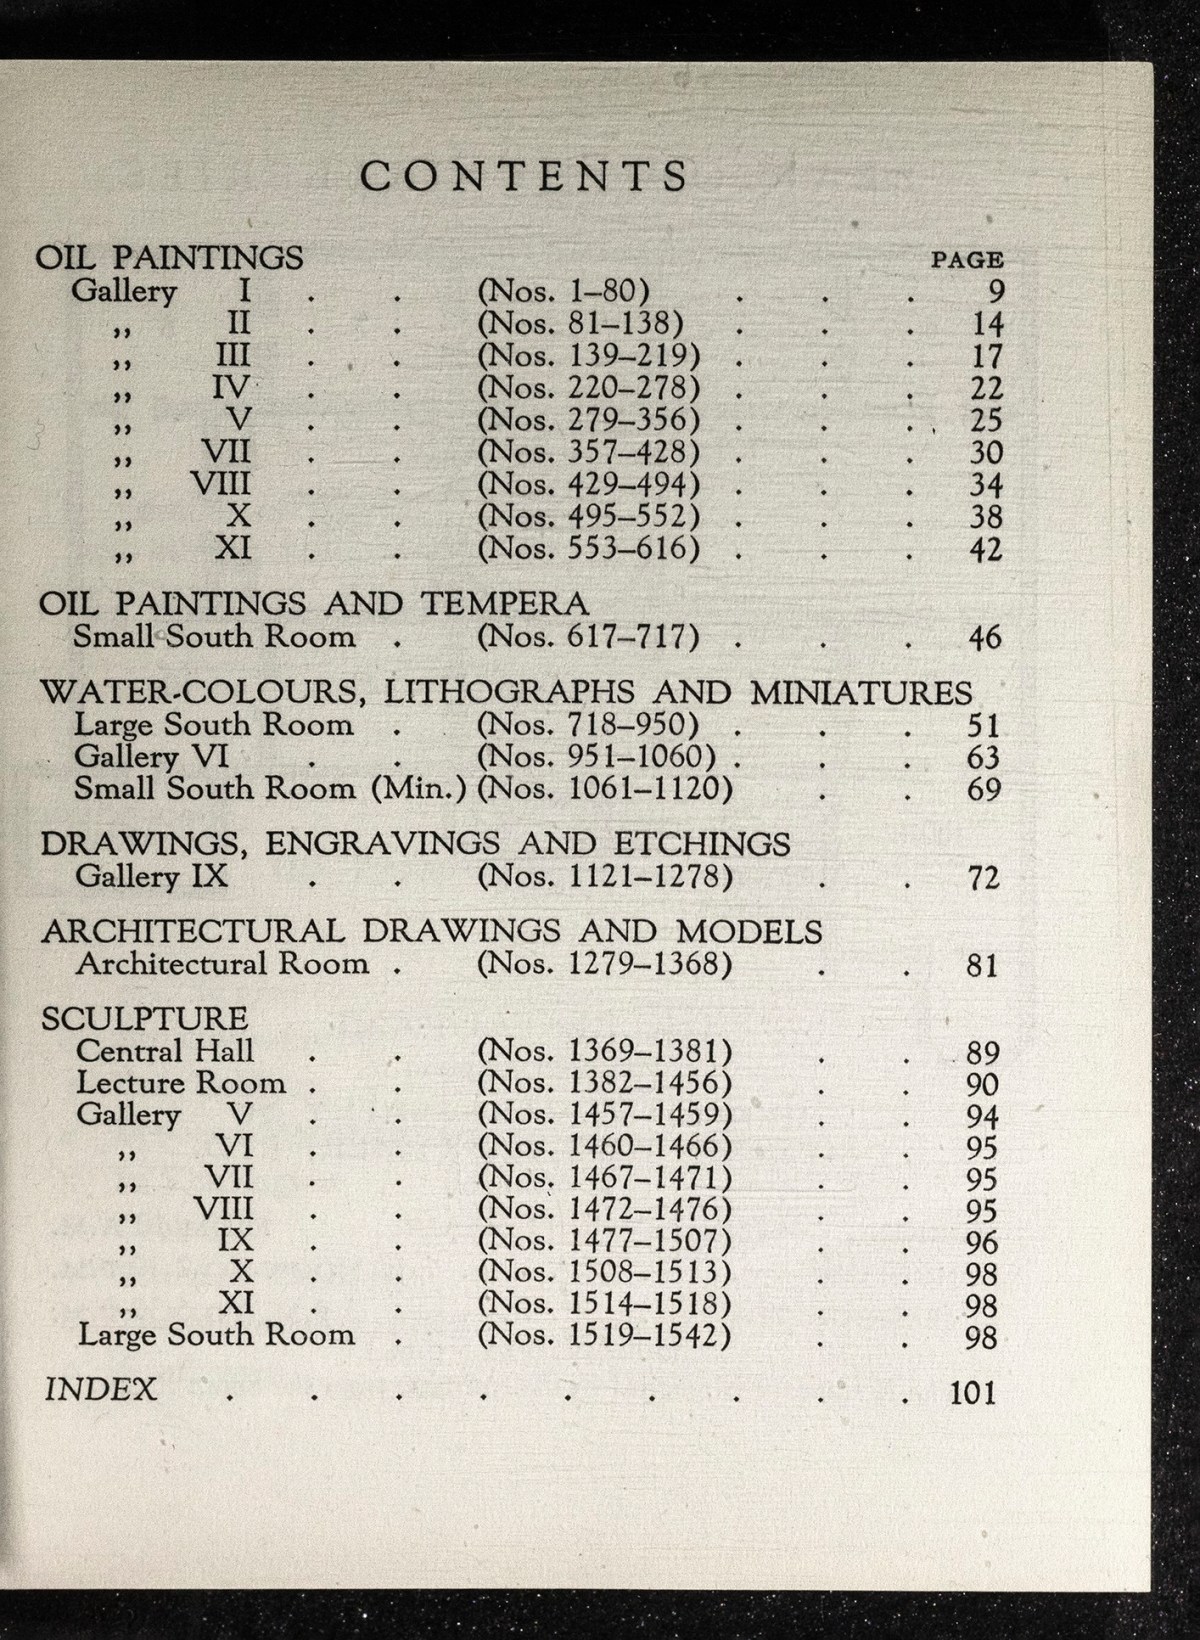 CONTENTS
OIL PAINTINGS PAGE
Gallery I . . (Nos. 1–80) . . . 9
,, II . . (Nos. 81–138) . . . 14
,, III . . (Nos. 139–219) . . . 17
,, IV . . (Nos. 220–278) . . . 22
,, V . . (Nos. 279–356) . . . 25
,, VII . . (Nos. 357–428) . . . 30
,, VIII . . (Nos. 429–494) . . . 34
,, X . . (Nos. 495–552) . . . 38
,, XI . . (Nos. 553–616) . . . 42
OIL PAINTINGS AND TEMPERA
Small South Room . (Nos. 617–717) . . . 46
WATER-COLOURS, LITHOGRAPHS AND MINIATURES
Large South Room . (Nos. 718–950) . . . 51
Gallery VI . . (Nos. 951–1060) . . . 63
Small South Room (Min.) (Nos. 1061–1120) . . 69
DRAWINGS, ENGRAVINGS AND ETCHINGS
Gallery IX . . (Nos. 1121–1278) . . 72
ARCHITECTURAL DRAWINGS AND MODELS
Architectural Room . (Nos. 1279–1368) . . 81
SCULPTURE
Central Hall . . (Nos. 1369–1381) . . 89
Lecture Room . . (Nos. 1382–1456) . . 90
Gallery V . . (Nos. 1457–1459) . . 94
,, VI . . (Nos. 1460–1466) . . 95
,, VII . . (Nos. 1467–1471) . . 95
,, VIII . . (Nos. 1472–1476) . . 95
,, IX . . (Nos. 1477–1507) . . 96
,, X . . (Nos. 1508–1513) . . 98
,, XI . . (Nos. 1514–1518) . . 98
Large South Room . (Nos. 1519–1542) . . 98
INDEX . . . . . . . . . 101